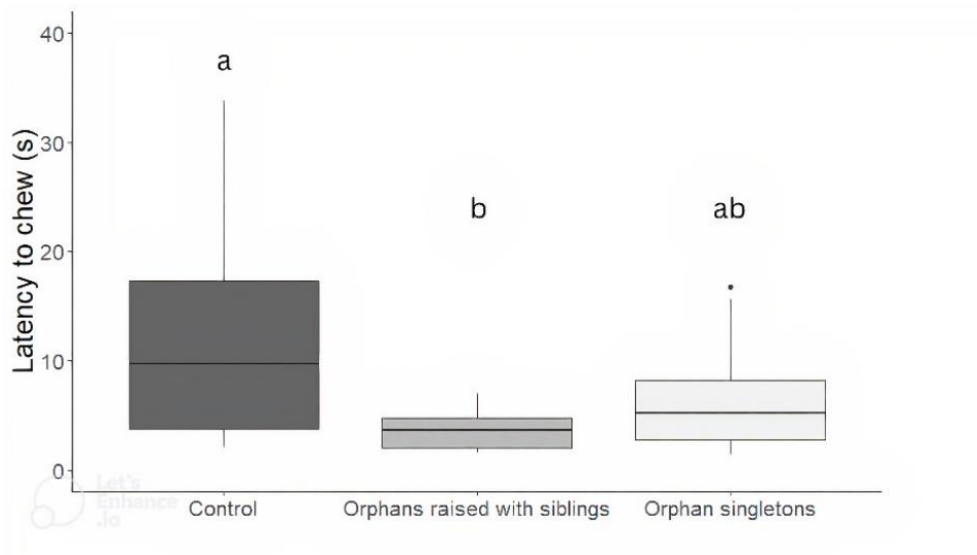 40
a
30
Latency to chew (s)
b
ab
20
10
0
Let's
Enhance
.io
Control
Orphans raised with siblings
Orphan singletons